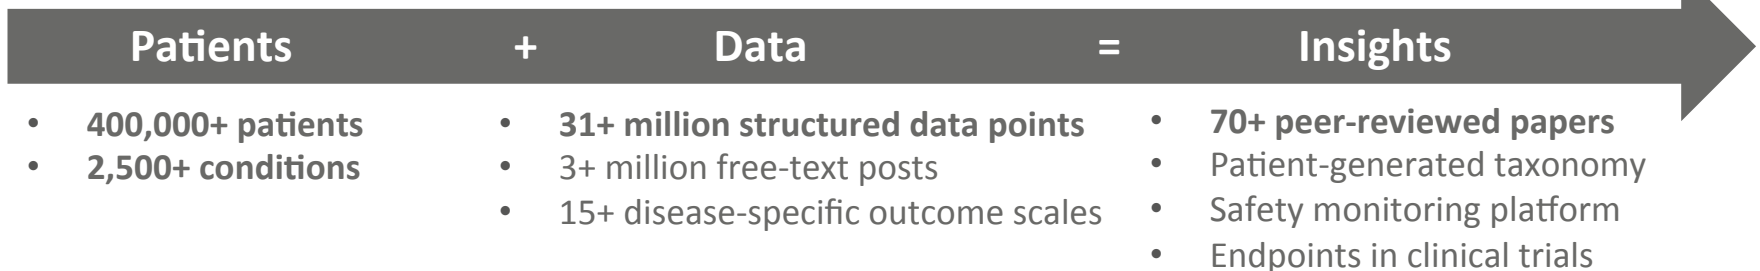 Patients + Data = Insights
• 400,000+ patients
• 2,500+ conditions
• 31+ million structured data points
• 3+ million free-text posts
• 15+ disease-specific outcome scales
• 70+ peer-reviewed papers
• Patient-generated taxonomy
• Safety monitoring platform
• Endpoints in clinical trials